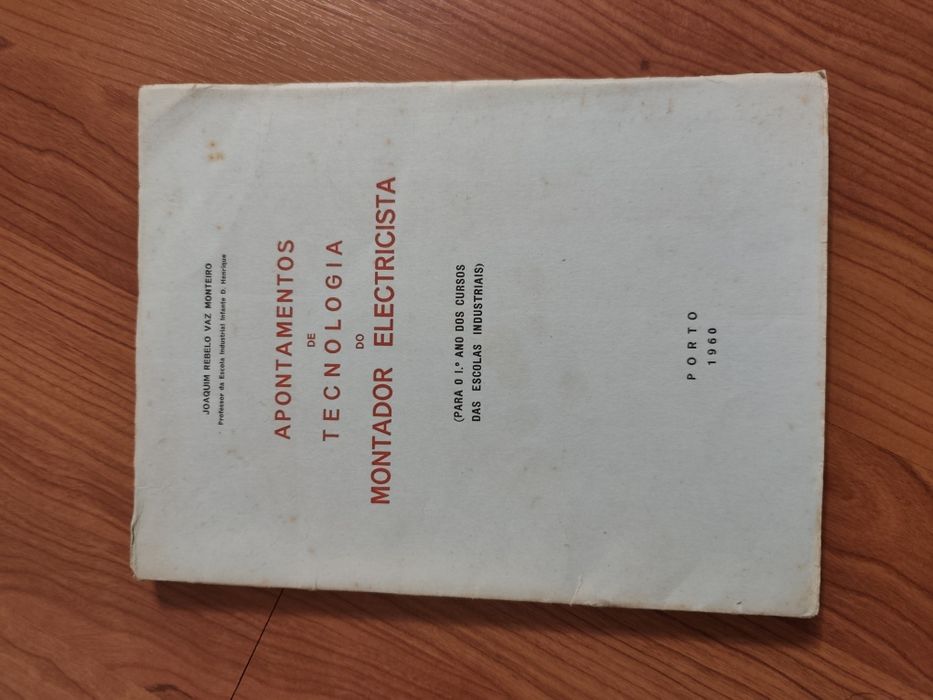 JOAQUIM REBELO VAZ MONTEIRO
Professor da Escola Industrial Infante D. Henrique
APONTAMENTOS
DE
TECNOLOGIA
DO
MONTADOR ELECTRICISTA
(PARA O I.º ANO DOS CURSOS
DAS ESCOLAS INDUSTRIAIS)
PORTO
1960